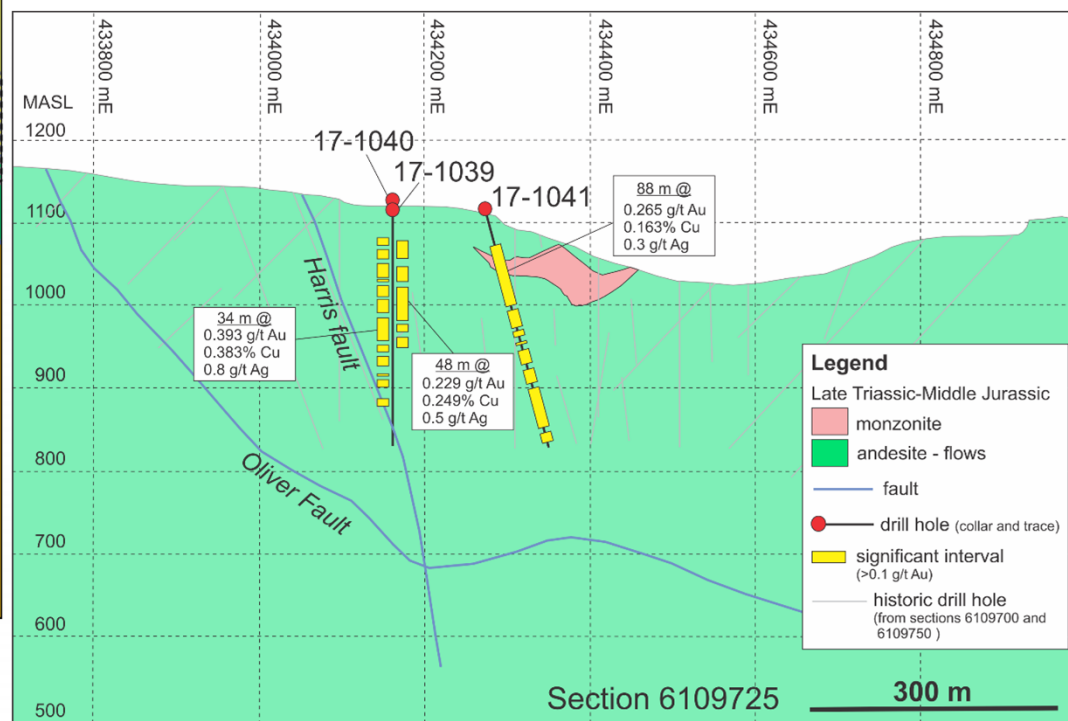 433800 mE
434000 mE
434200 mE
434400 mE
434600 mE
434800 mE
MASL
1200
1100
1000
900
800
700
600
500
17-1040
17-1039
17-1041
88 m @
0.265 g/t Au
0.163% Cu
0.3 g/t Ag
34 m @
0.393 g/t Au
0.383% Cu
0.8 g/t Ag
48 m @
0.229 g/t Au
0.249% Cu
0.5 g/t Ag
Harris fault
Oliver Fault
Legend
Late Triassic-Middle Jurassic
monzonite
andesite - flows
fault
drill hole (collar and trace)
significant interval
(>0.1 g/t Au)
historic drill hole
(from sections 6109700 and
6109750 )
Section 6109725
300 m